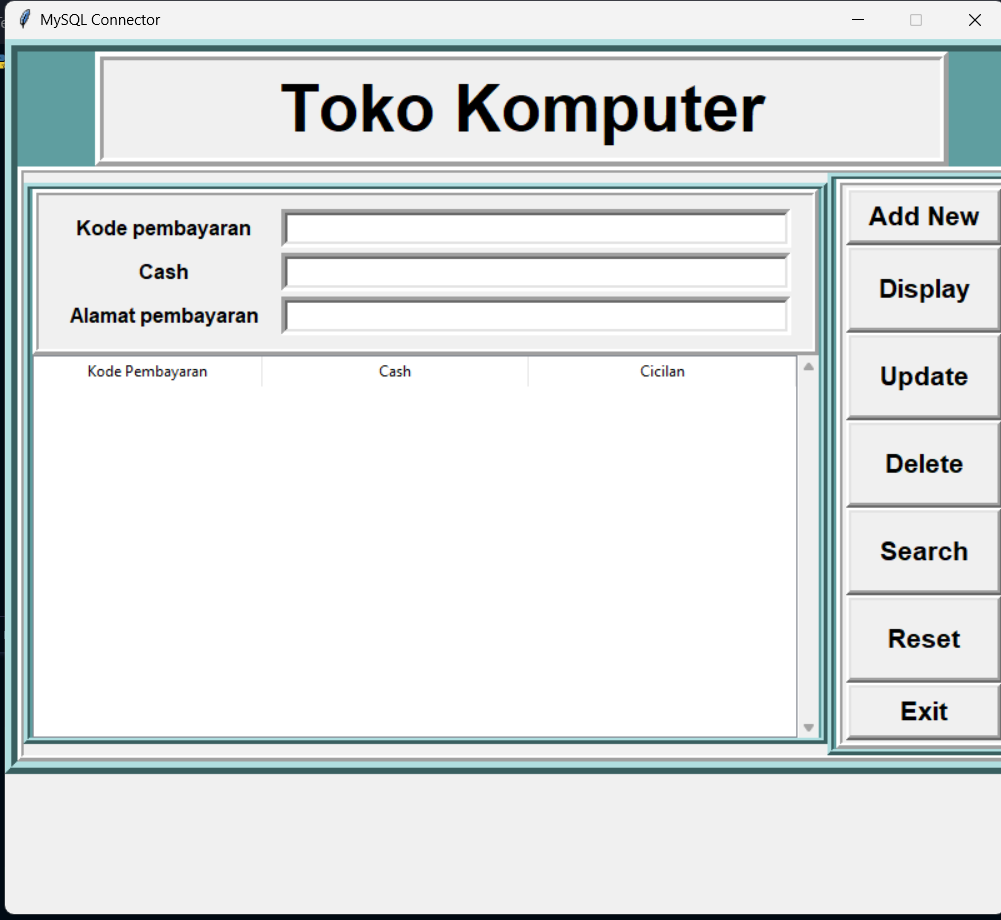 MySQL Connector
Toko Komputer
Kode pembayaran
Cash
Alamat pembayaran
Kode Pembayaran Cash Cicilan
Add New
Display
Update
Delete
Search
Reset
Exit